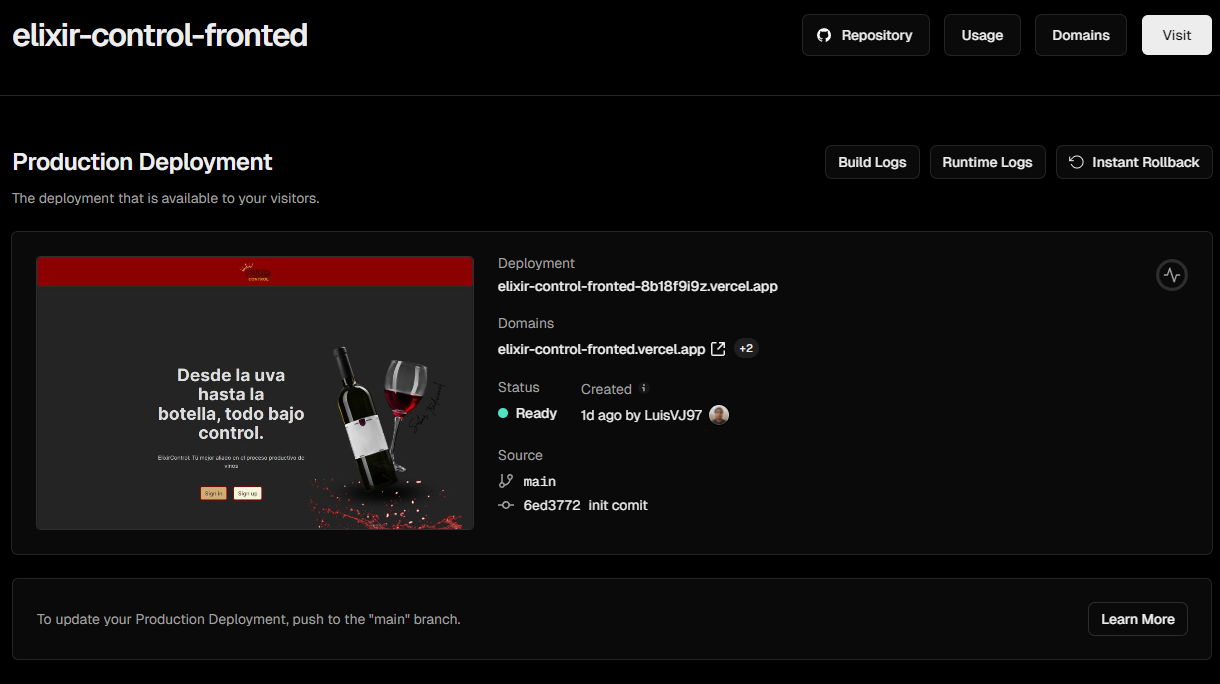 elixir-control-fronted
Repository
Usage
Domains
Visit
Production Deployment
Build Logs
Runtime Logs
Instant Rollback
The deployment that is available to your visitors.
CONTROL
Desde la uva
hasta la
botella, todo bajo
control.
ElixirControl: Tú mejor aliado en el proceso productivo de
vinos
Sign in
Sign up
Deployment
elixir-control-fronted-8b18f9i9z.vercel.app
Domains
elixir-control-fronted.vercel.app
+2
Status
Created
Ready
1d ago by LuisVJ97
Source
main
6ed3772 init comit
To update your Production Deployment, push to the "main" branch.
Learn More